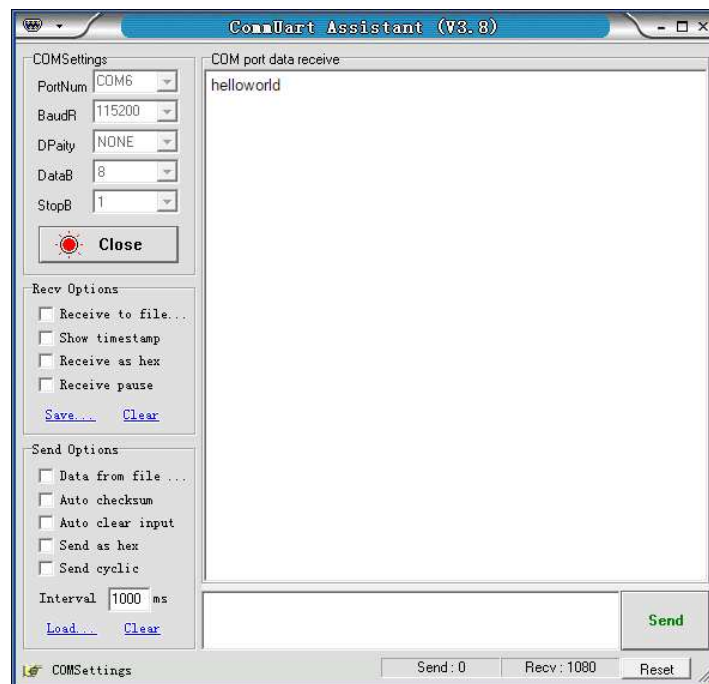 CommUart Assistant (V3.8)
COMSettings
PortNum COM6
BaudR 115200
DPaity NONE
DataB 8
StopB 1
Close
Recv Options
Receive to file...
Show timestamp
Receive as hex
Receive pause
Save... Clear
Send Options
Data from file ...
Auto checksum
Auto clear input
Send as hex
Send cyclic
Interval 1000 ms
Load... Clear
COM port data receive
helloworld
Send
COMSettings
Send : 0 Recv : 1080 Reset